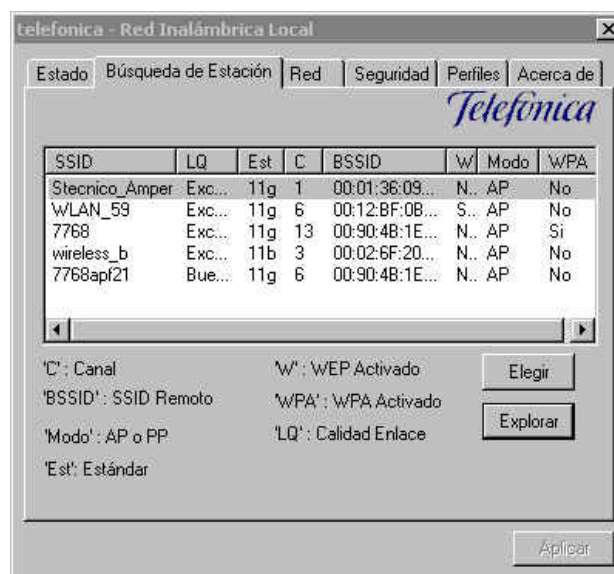 telefonica - Red Inalámbrica Local
Estado Búsqueda de Estación Red Seguridad Perfiles Acerca de
Telefónica
SSID LQ Est C BSSID W Modo WPA
Stecnico_Amper Exc... 11g 1 00:01:36:09... N.. AP No
WLAN_59 Exc... 11g 6 00:12:BF:0B... S.. AP No
7768 Exc... 11g 13 00:90:4B:1E... N.. AP Si
wireless_b Exc... 11b 3 00:02:6F:20... N.. AP No
7768apf21 Bue... 11g 6 00:90:4B:1E... N.. AP No
'C' : Canal 'W' : WEP Activado Elegir
'BSSID' : SSID Remoto 'WPA' : WPA Activado
'Modo' : AP o PP 'LQ' : Calidad Enlace Explorar
'Est': Estándar
Aplicar